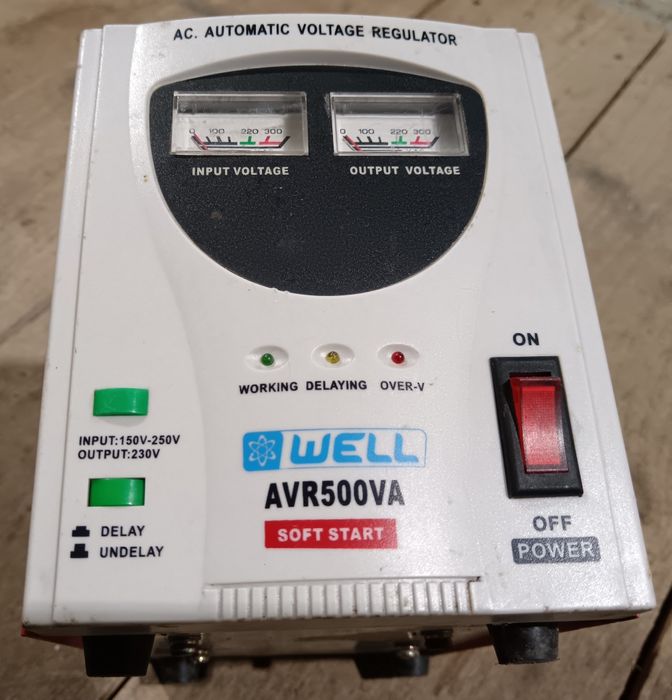 AC. AUTOMATIC VOLTAGE REGULATOR
0 100 220 300
INPUT VOLTAGE
0 100 220 300
OUTPUT VOLTAGE
WORKING DELAYING OVER-V
ON
INPUT:150V-250V
OUTPUT:230V
WELL
AVR500VA
SOFT START
DELAY
UNDELAY
OFF
POWER